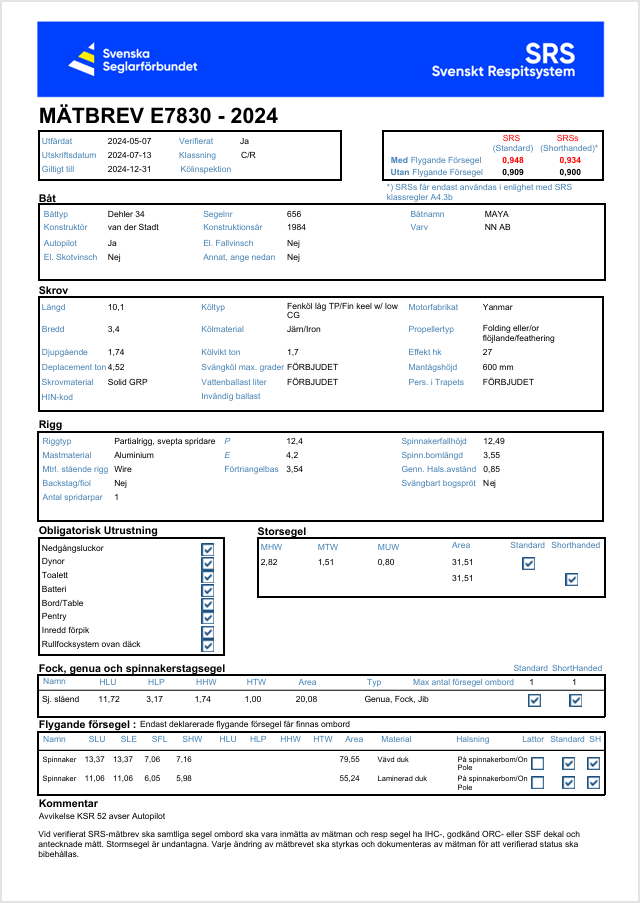 Svenska
Seglarförbundet
SRS
Svenskt Respitsystem
MÄTBREV E7830 - 2024
Utfärdat 2024-05-07 Verifierat Ja
Utskriftsdatum 2024-07-13 Klassning C/R
Giltigt till 2024-12-31 Kölinspektion
SRS SRSs
(Standard) (Shorthanded)*
Med Flygande Försegel 0,948 0,934
Utan Flygande Försegel 0,909 0,900
*) SRSs får endast användas i enlighet med SRS
klassregler A4.3b
Båt
Båttyp Dehler 34 Segelnr 656 Båtnamn MAYA
Konstruktör van der Stadt Konstruktionsår 1984 Varv NN AB
Autopilot Ja El. Fallvinsch Nej
El. Skotvinsch Nej Annat, ange nedan Nej
Skrov
Längd 10,1 Költyp Fenköl låg TP/Fin keel w/ low CG Motorfabrikat Yanmar
Bredd 3,4 Kölmaterial Järn/Iron Propellertyp Folding eller/or flöjlande/feathering
Djupgående 1,74 Kölvikt ton 1,7 Effekt hk 27
Deplacement ton 4,52 Svängköl max. grader FÖRBJUDET Mantågshöjd 600 mm
Skrovmaterial Solid GRP Vattenballast liter FÖRBJUDET Pers. i Trapets FÖRBJUDET
HIN-kod Invändig ballast
Rigg
Riggtyp Partialrigg, svepta spridare P 12,4 Spinnakerfallhöjd 12,49
Mastmaterial Aluminium E 4,2 Spinn.bomlängd 3,55
Mtrl. stående rigg Wire Förtriangelbas 3,54 Genn. Hals.avstånd 0,85
Backstag/fiol Nej Svängbart bogspröt Nej
Antal spridarpar 1
Obligatorisk Utrustning
Nedgångsluckor
Dynor
Toalett
Batteri
Bord/Table
Pentry
Inredd förpik
Rullfocksystem ovan däck
Storsegel
MHW MTW MUW Area Standard Shorthanded
2,82 1,51 0,80 31,51
31,51
Fock, genua och spinnakerstagsegel Standard ShortHanded
Namn HLU HLP HHW HTW Area Typ Max antal försegel ombord 1 1
Sj. slåend 11,72 3,17 1,74 1,00 20,08 Genua, Fock, Jib
Flygande försegel : Endast deklarerade flygande försegel får finnas ombord
Namn SLU SLE SFL SHW HLU HLP HHW HTW Area Material Halsning Lattor Standard SH
Spinnaker 13,37 13,37 7,06 7,16 79,55 Vävd duk På spinnakerbom/On
Pole
Spinnaker 11,06 11,06 6,05 5,98 55,24 Laminerad duk På spinnakerbom/On
Pole
Kommentar
Avvikelse KSR 52 avser Autopilot
Vid verifierat SRS-mätbrev ska samtliga segel ombord ska vara inmätta av mätman och resp segel ha IHC-, godkänd ORC- eller SSF dekal och
antecknade mått. Stormsegel är undantagna. Varje ändring av mätbrevet ska styrkas och dokumenteras av mätman för att verifierad status ska
bibehållas.